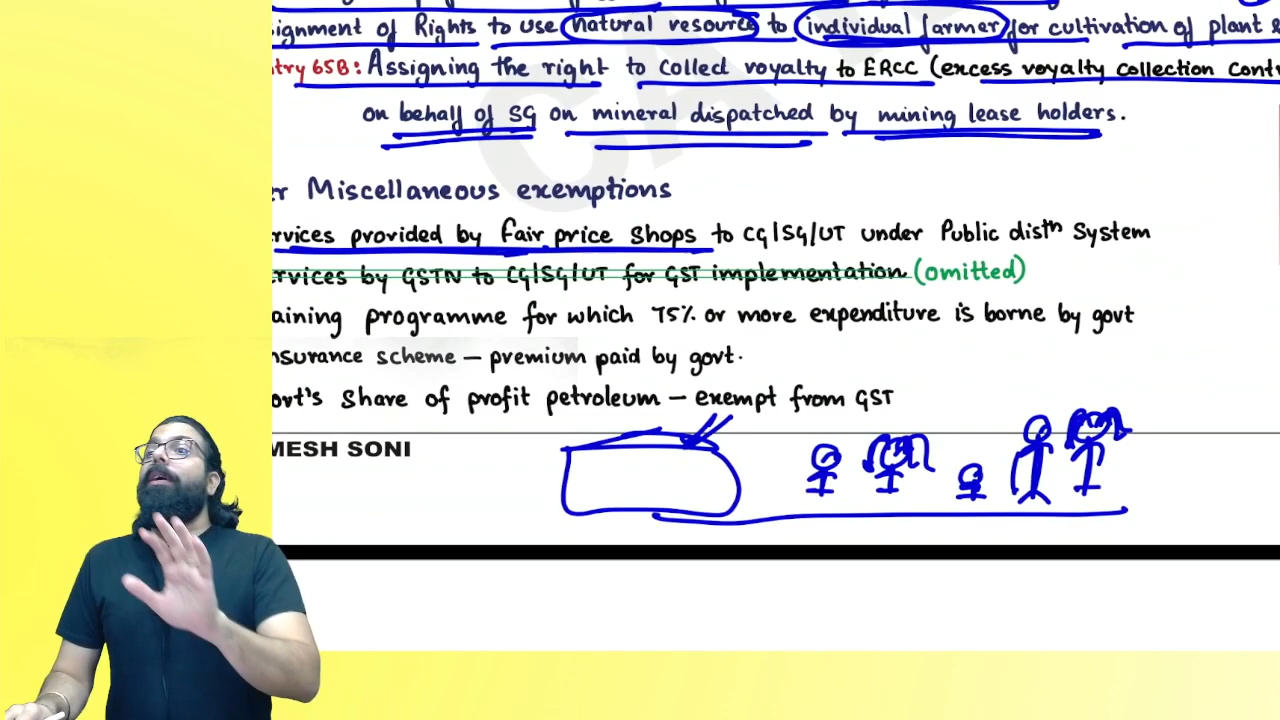 ignment of Rights to use natural resource to individual farmer for cultivation of plant &
try 65B: Assigning the right to collect royalty to ERCC (excess royalty collection cont
on behalf of SG on mineral dispatched by mining lease holders.
er Miscellaneous exemptions
rvices provided by fair price shops to CG/SG/UT under Public distn System
ervices by GSTN to CG/SG/UT for GST implementation (omitted)
aining programme for which 75% or more expenditure is borne by govt
nsurance scheme – premium paid by govt.
ovt's share of profit petroleum – exempt from GST
MESH SONI
CA